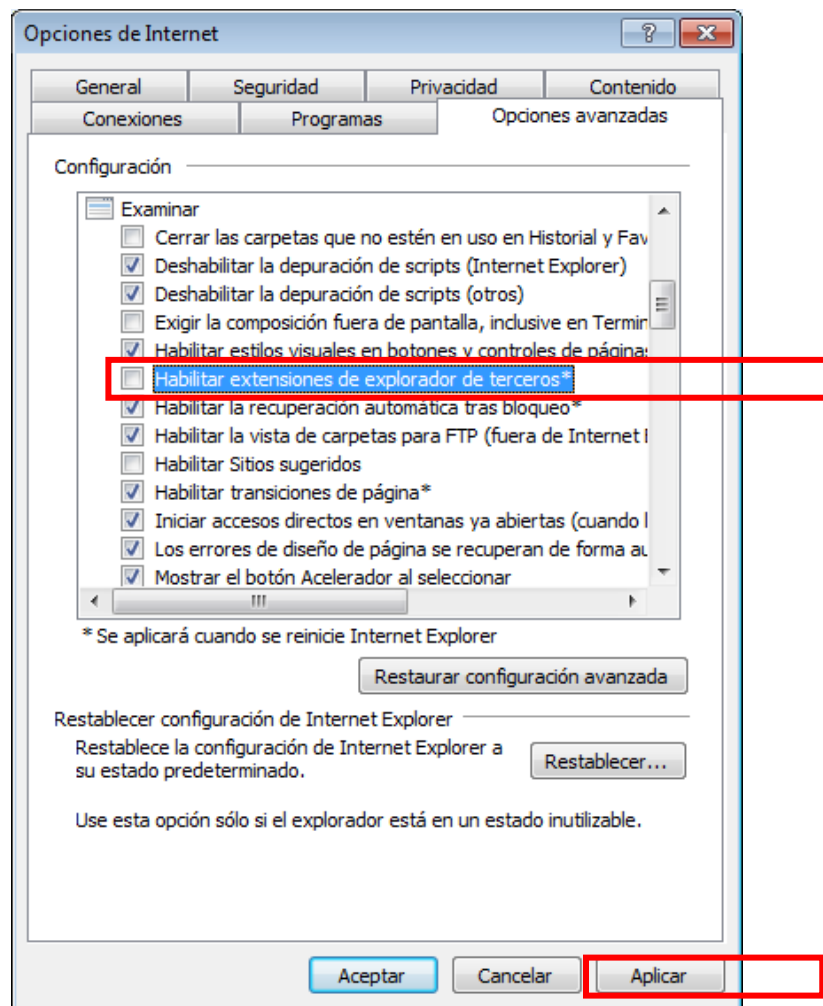 Opciones de Internet
General Seguridad Privacidad Contenido
Conexiones Programas Opciones avanzadas
Configuración
Examinar
Cerrar las carpetas que no estén en uso en Historial y Fav
Deshabilitar la depuración de scripts (Internet Explorer)
Deshabilitar la depuración de scripts (otros)
Exigir la composición fuera de pantalla, inclusive en Termin
Habilitar estilos visuales en botones y controles de página
Habilitar extensiones de explorador de terceros*
Habilitar la recuperación automática tras bloqueo*
Habilitar la vista de carpetas para FTP (fuera de Internet
Habilitar Sitios sugeridos
Habilitar transiciones de página*
Iniciar accesos directos en ventanas ya abiertas (cuando
Los errores de diseño de página se recuperan de forma au
Mostrar el botón Acelerador al seleccionar
* Se aplicará cuando se reinicie Internet Explorer
Restaurar configuración avanzada
Restablecer configuración de Internet Explorer
Restablece la configuración de Internet Explorer a
su estado predeterminado.
Restablecer...
Use esta opción sólo si el explorador está en un estado inutilizable.
Aceptar Cancelar Aplicar